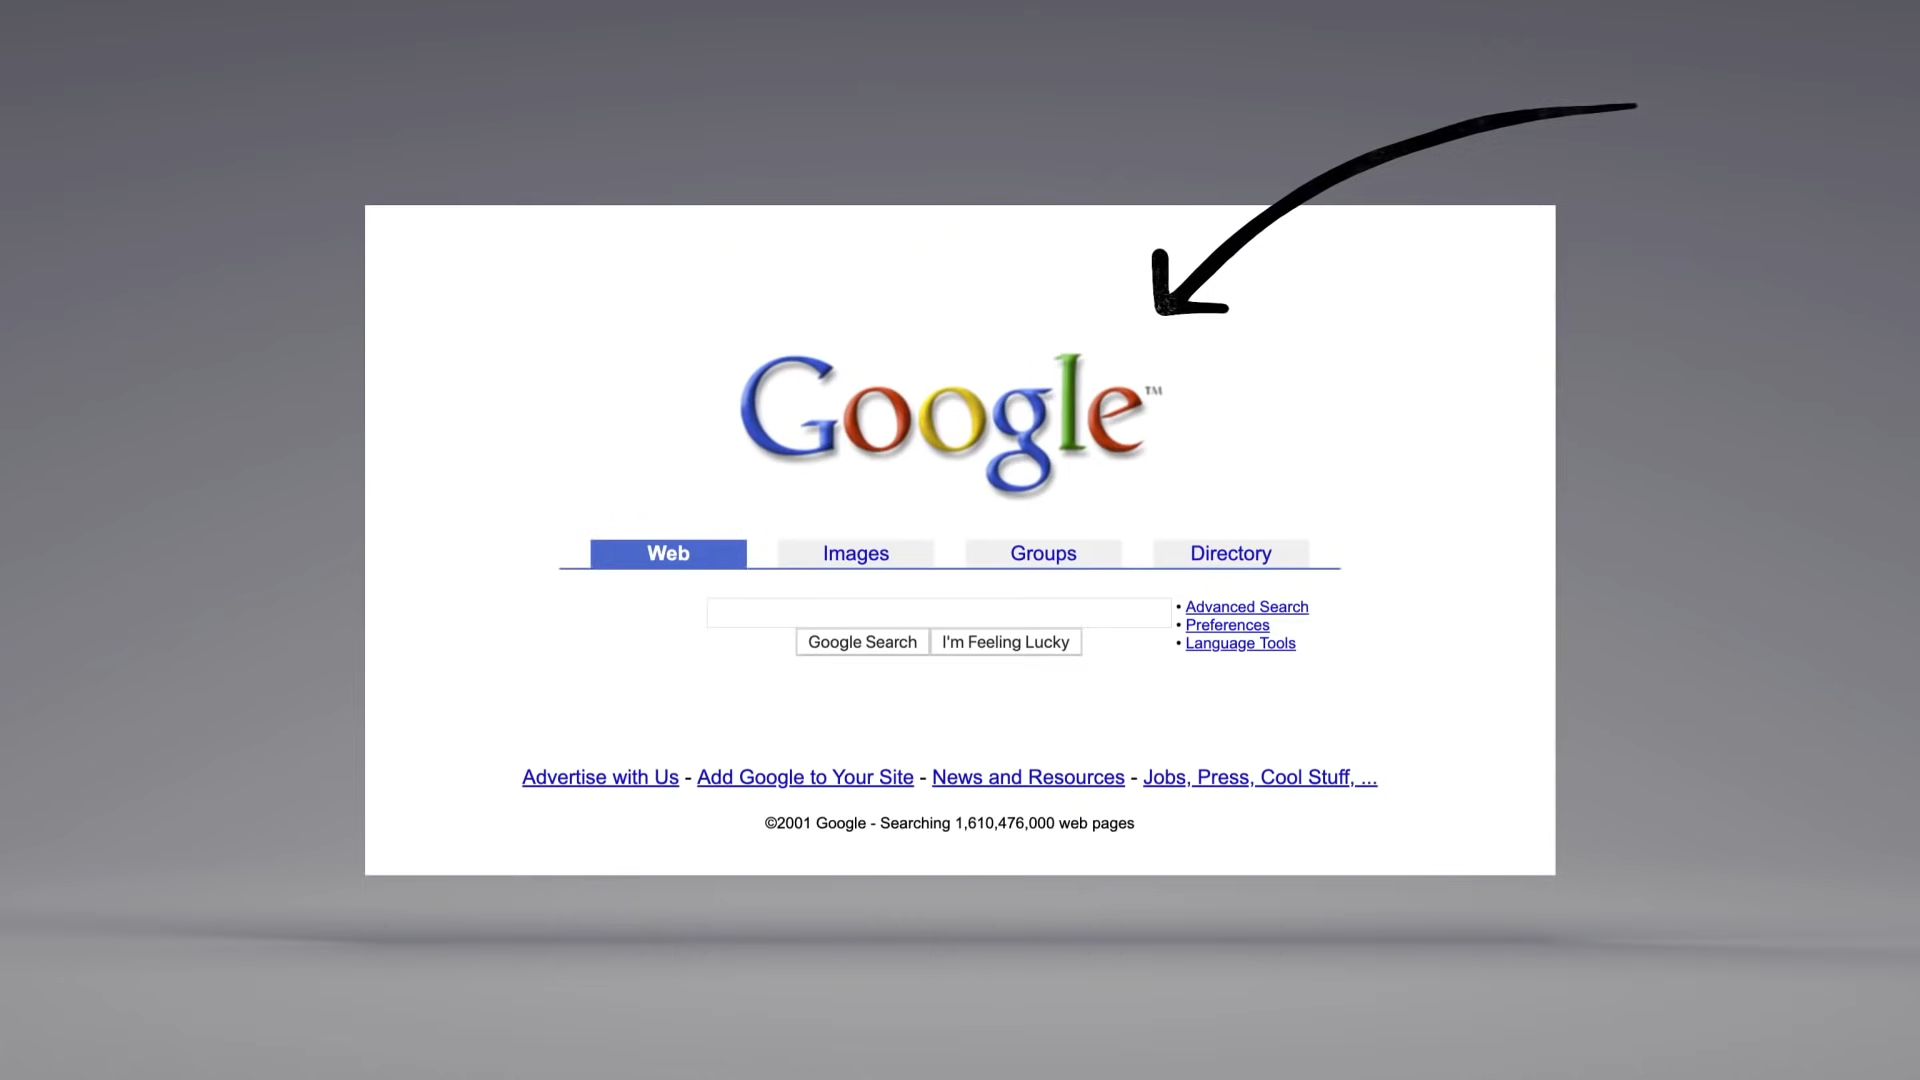 Google™
Web Images Groups Directory
• Advanced Search
• Preferences
• Language Tools
Google Search I'm Feeling Lucky
Advertise with Us - Add Google to Your Site - News and Resources - Jobs, Press, Cool Stuff, ...
©2001 Google - Searching 1,610,476,000 web pages